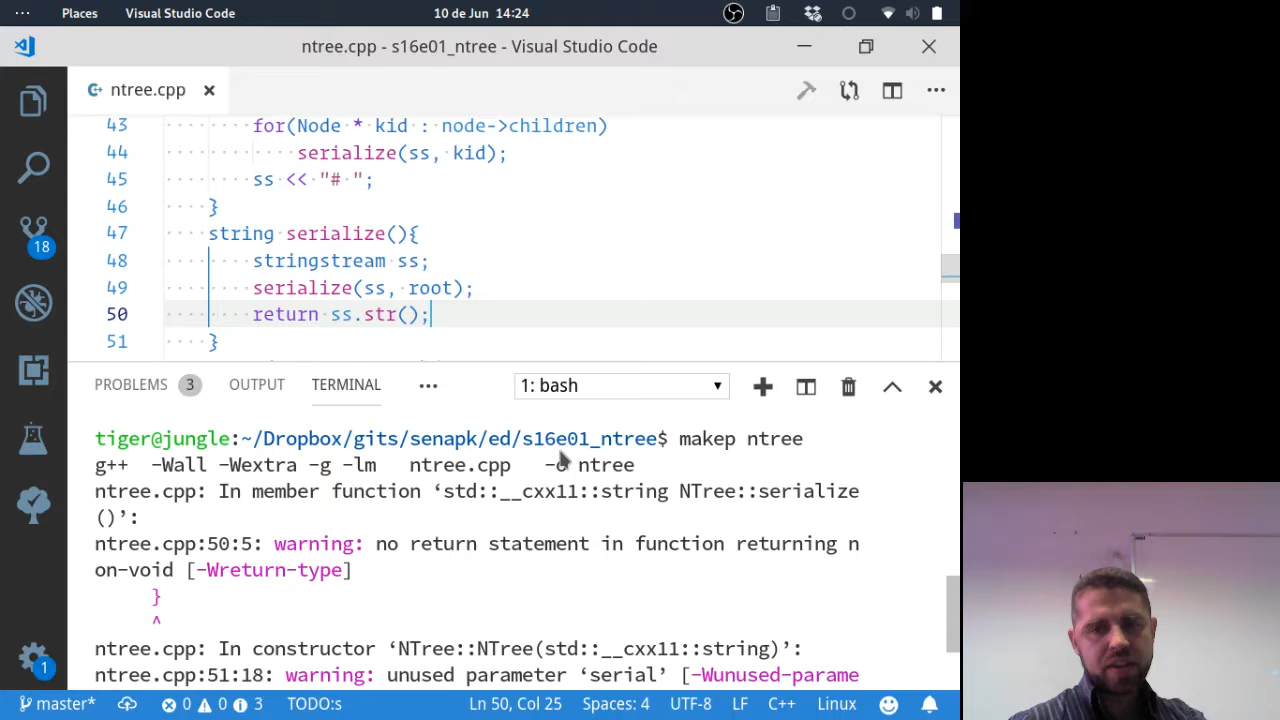 Places Visual Studio Code 10 de Jun 14:24
ntree.cpp - s16e01_ntree - Visual Studio Code
ntree.cpp
43 for(Node * kid : node->children)
44 serialize(ss, kid);
45 ss << "# ";
46 }
47 string serialize(){
48 stringstream ss;
49 serialize(ss, root);
50 return ss.str();
51 }
PROBLEMS 3 OUTPUT TERMINAL 1: bash
tiger@jungle:~/Dropbox/gits/senapk/ed/s16e01_ntree$ makep ntree
g++ -Wall -Wextra -g -lm ntree.cpp -o ntree
ntree.cpp: In member function ‘std::__cxx11::string NTree::serialize
()’:
ntree.cpp:50:5: warning: no return statement in function returning n
on-void [-Wreturn-type]
}
^
ntree.cpp: In constructor ‘NTree::NTree(std::__cxx11::string)’:
ntree.cpp:51:18: warning: unused parameter ‘serial’ [-Wunused-parame
18
1
master* 0 0 3 TODO:s Ln 50, Col 25 Spaces: 4 UTF-8 LF C++ Linux